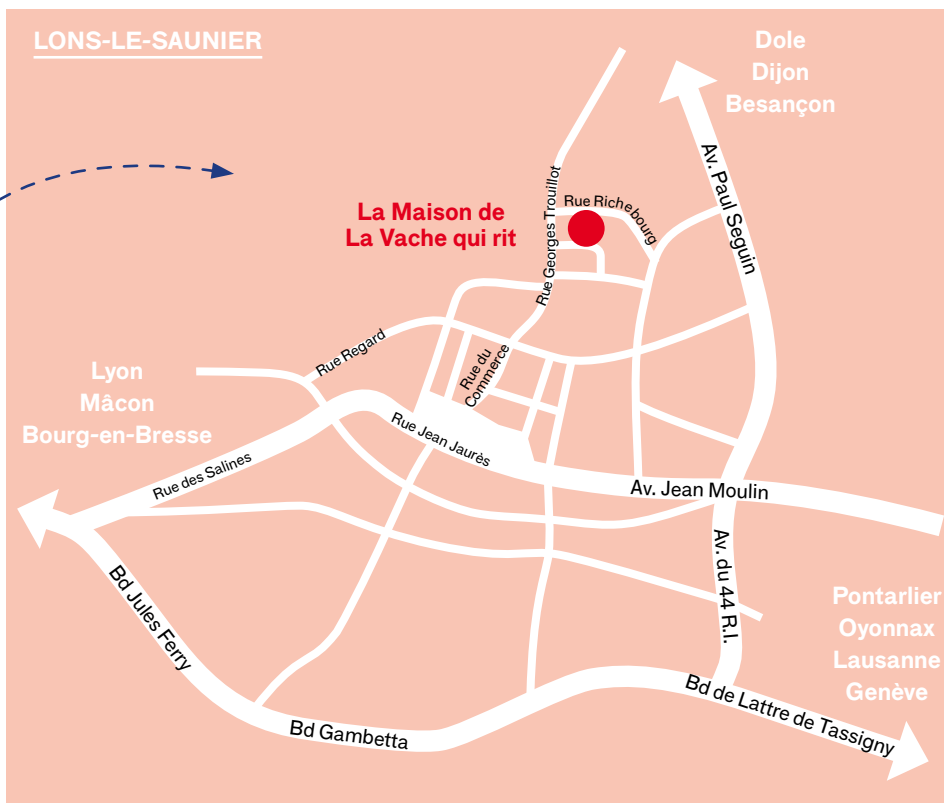 LONS-LE-SAUNIER
Dole
Dijon
Besançon
Av. Paul Seguin
Rue Georges Trouillot
Rue Richebourg
La Maison de
La Vache qui rit
Rue Regard
Rue du
Commerce
Lyon
Mâcon
Bourg-en-Bresse
Rue Jean Jaurès
Rue des Salines
Av. Jean Moulin
Av. du 44 R.I.
Bd Jules Ferry
Pontarlier
Oyonnax
Lausanne
Genève
Bd de Lattre de Tassigny
Bd Gambetta